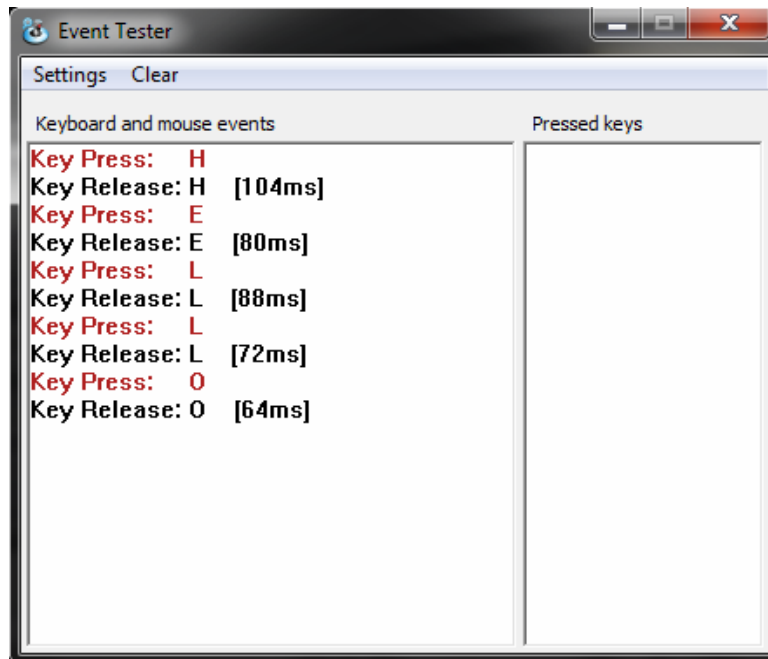 Event Tester
Settings Clear
Keyboard and mouse events
Pressed keys
Key Press: H
Key Release: H [104ms]
Key Press: E
Key Release: E [80ms]
Key Press: L
Key Release: L [88ms]
Key Press: L
Key Release: L [72ms]
Key Press: O
Key Release: O [64ms]